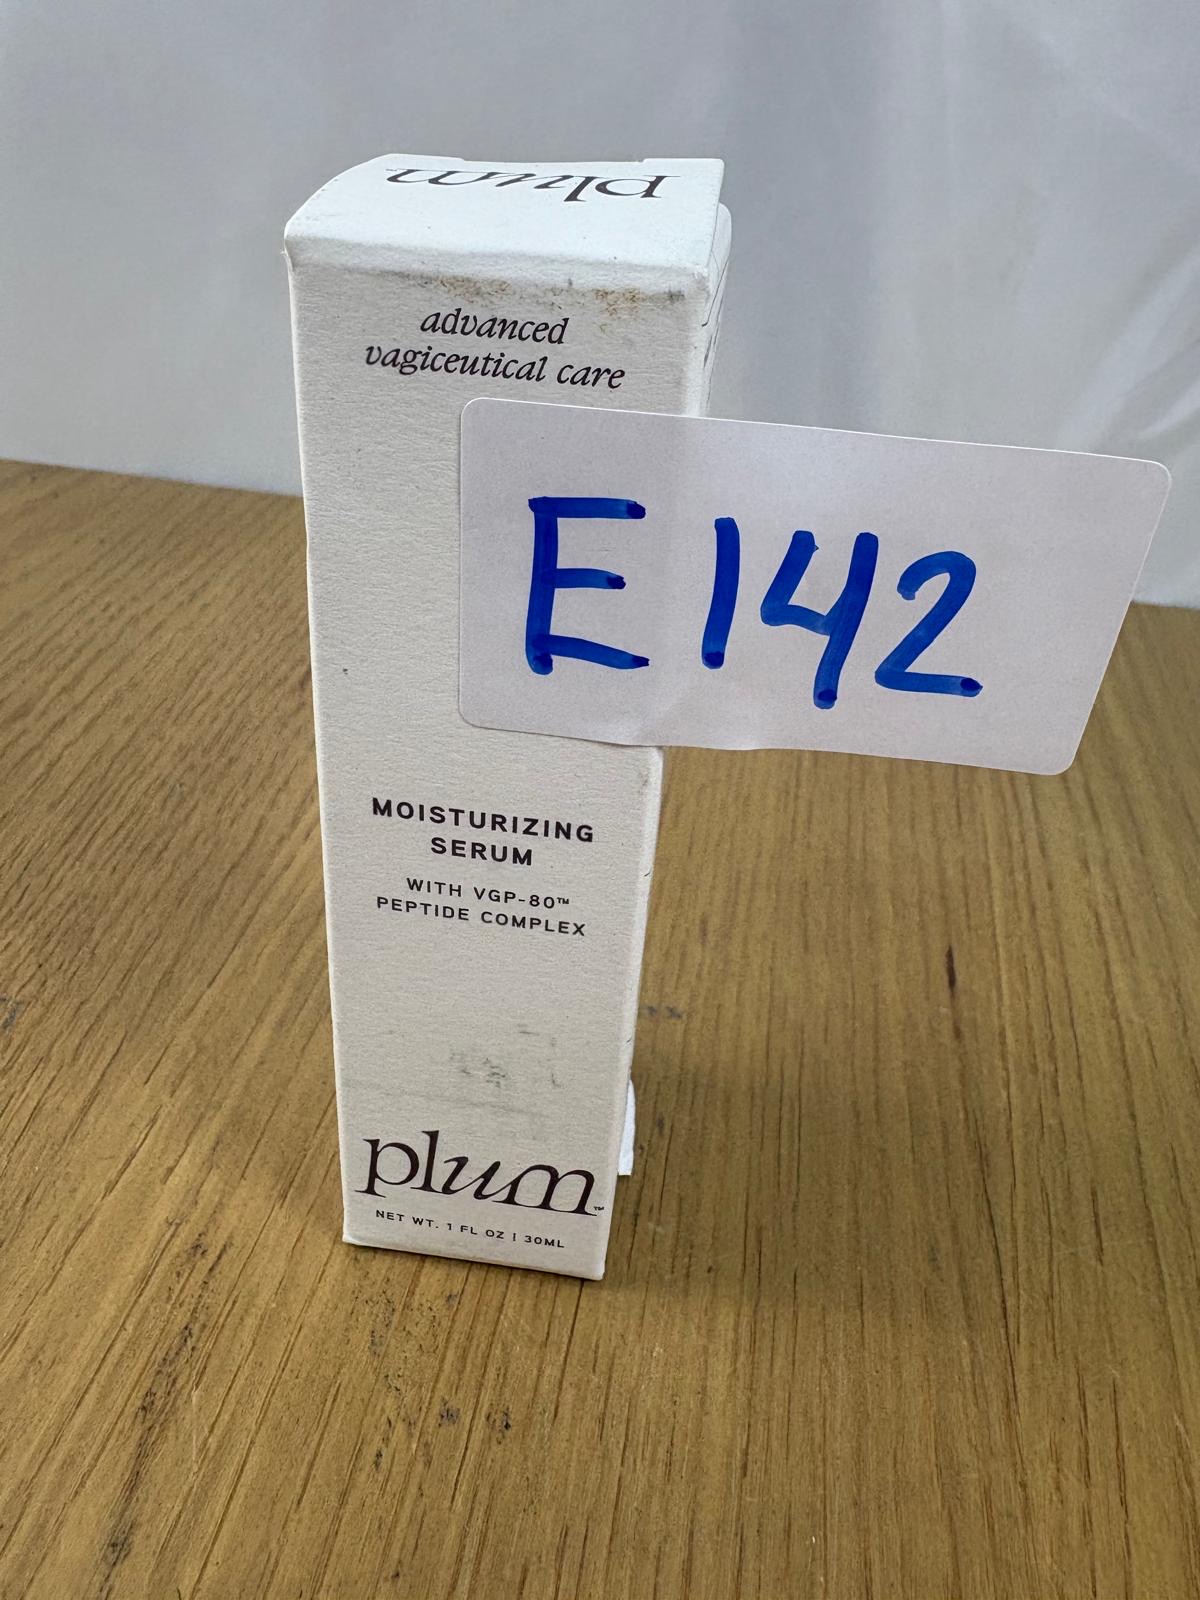 plum
advanced
vagiceutical care
E142
MOISTURIZING
SERUM
WITH VGP-80™
PEPTIDE COMPLEX
plum™
NET WT. 1 FL OZ | 30ML